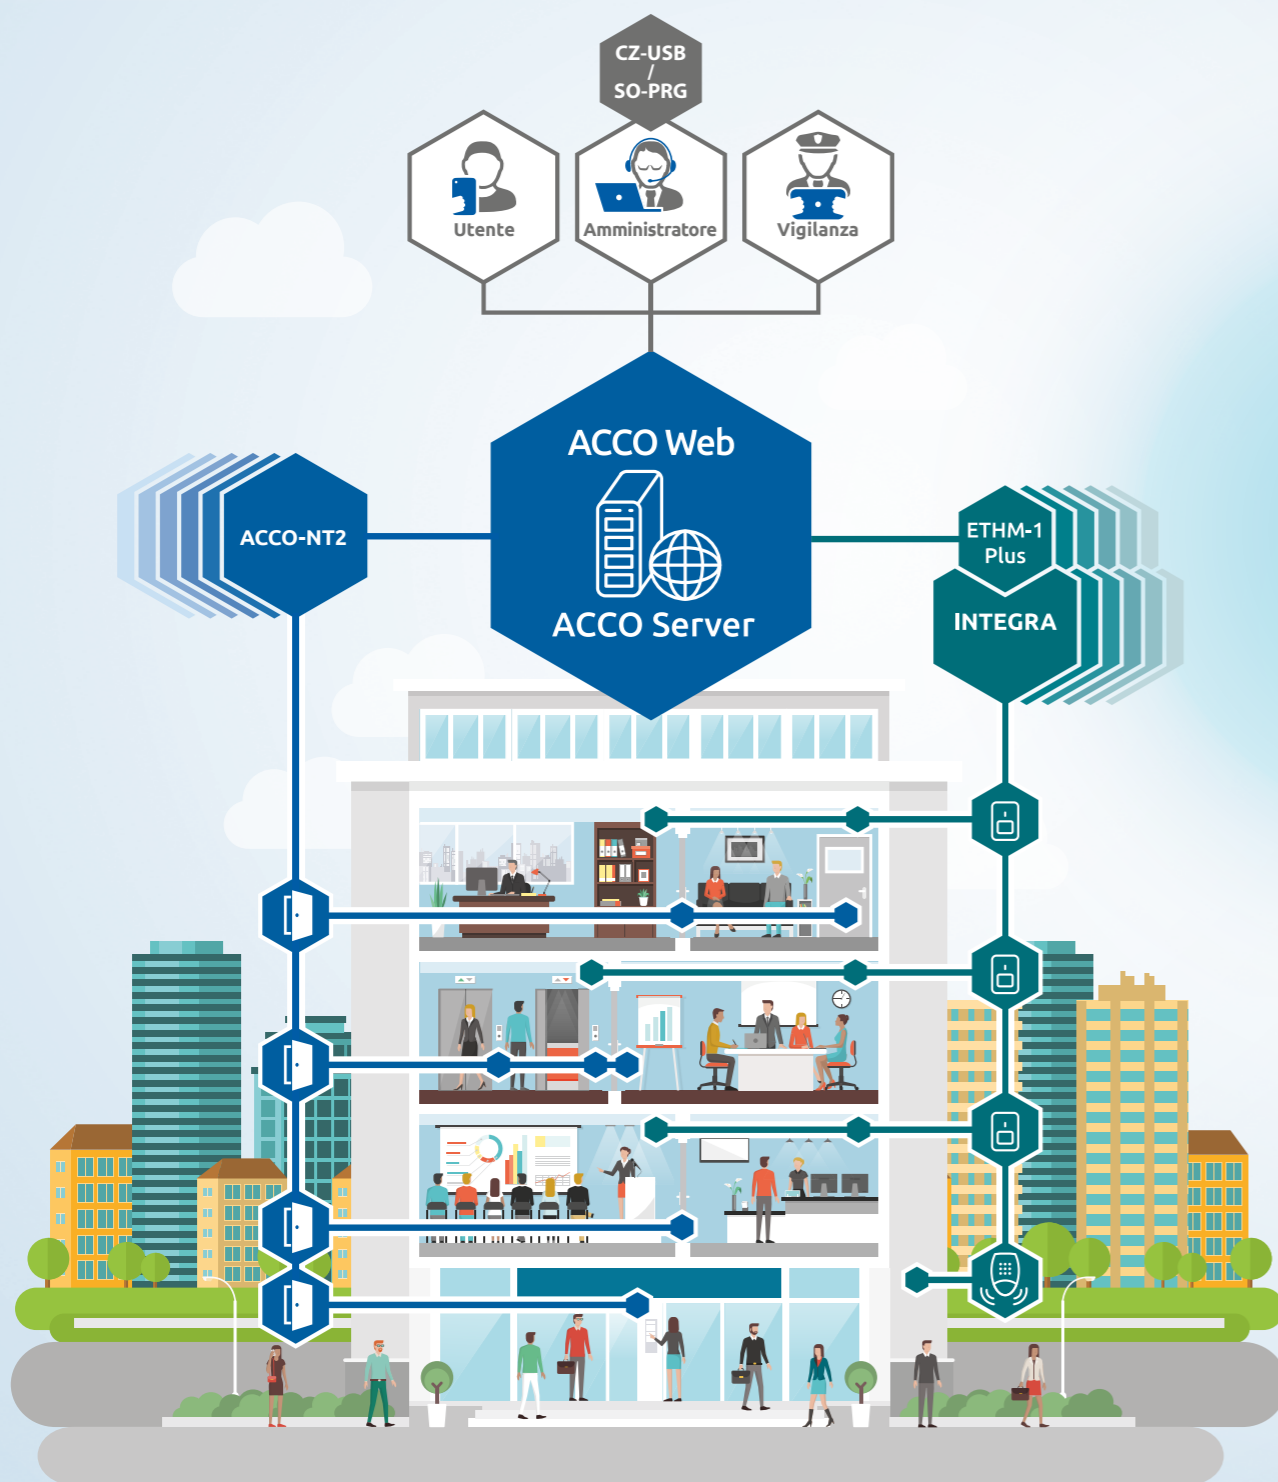 CZ-USB
/
SO-PRG
Utente
Amministratore
Vigilanza
ACCO Web
ACCO Server
ACCO-NT2
ETHM-1
Plus
INTEGRA